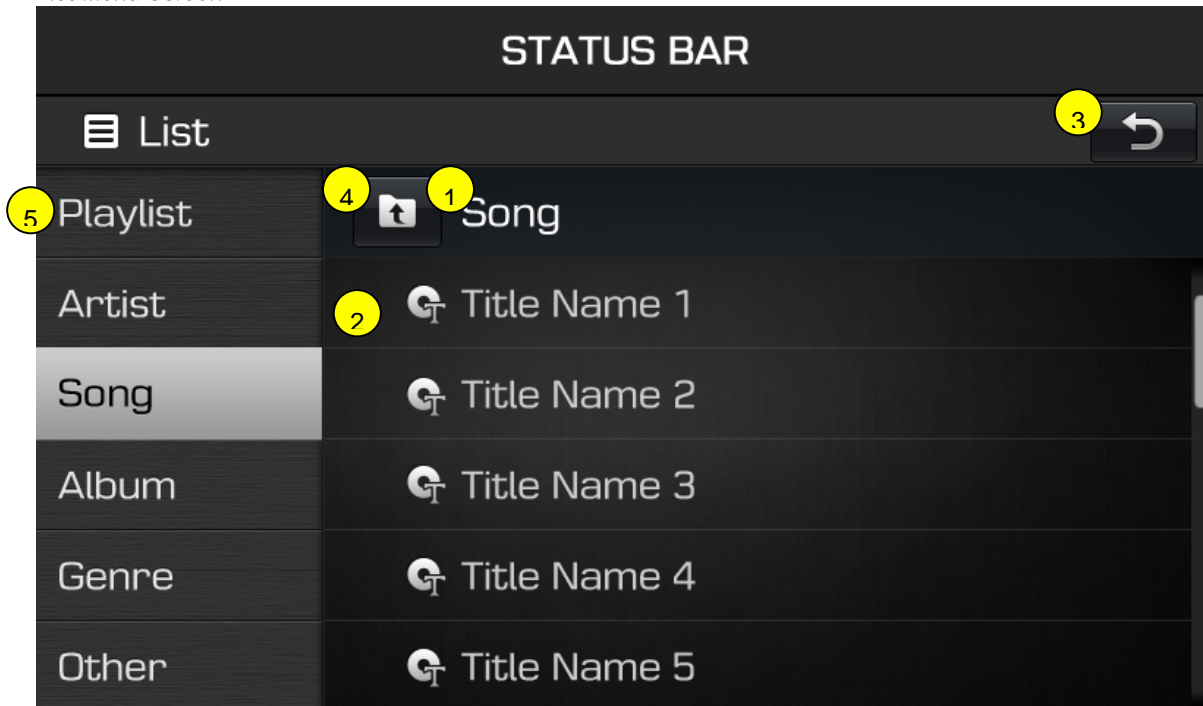 STATUS BAR
List
3
5
Playlist
4
1
Song
Artist
2
Title Name 1
Song
Title Name 2
Album
Title Name 3
Genre
Title Name 4
Other
Title Name 5